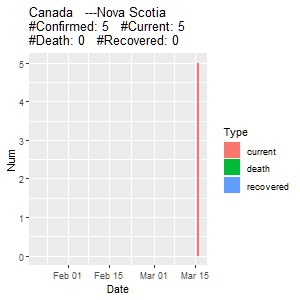 Canada ---Nova Scotia
#Confirmed: 5 #Current: 5
#Death: 0 #Recovered: 0
5
4
3
2
1
0
Num
Feb 01 Feb 15 Mar 01 Mar 15
Date
Type
current
death
recovered